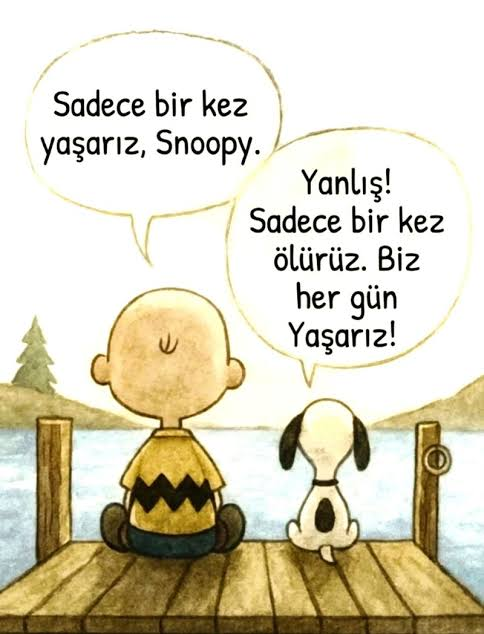 Sadece bir kez
yaşarız, Snoopy.
Yanlış!
Sadece bir kez
ölürüz. Biz
her gün
Yaşarız!